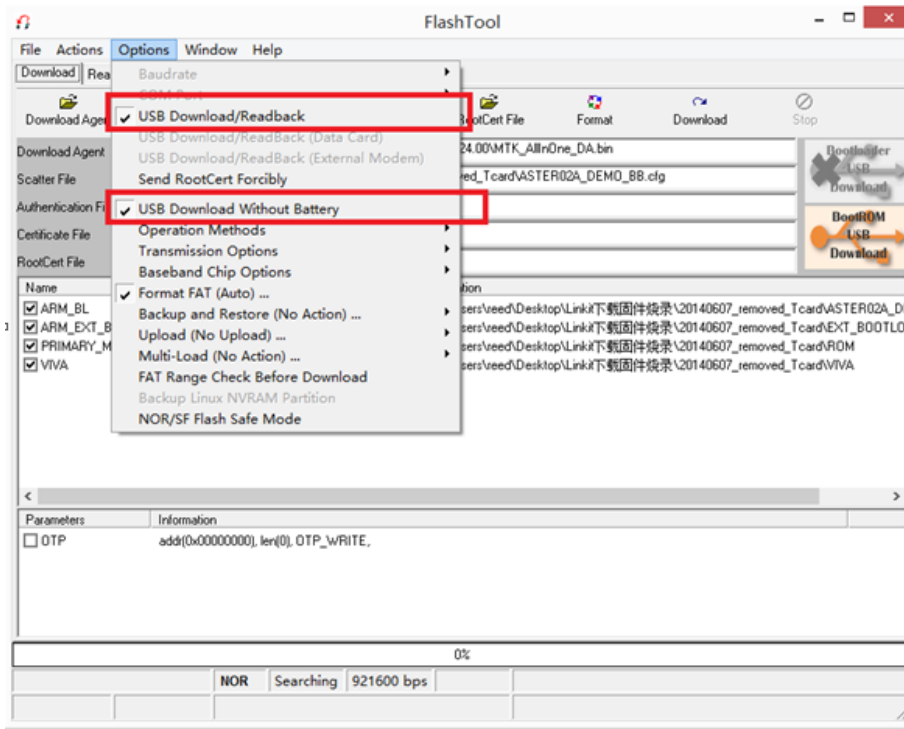 FlashTool
File Actions Options Window Help
Download Rea
Baudrate
COM Port
USB Download/Readback
USB Download/ReadBack (Data Card)
USB Download/ReadBack (External Modem)
Send RootCert Forcibly
USB Download Without Battery
Operation Methods
Transmission Options
Baseband Chip Options
Format FAT (Auto) ...
Backup and Restore (No Action) ...
Upload (No Upload) ...
Multi-Load (No Action) ...
FAT Range Check Before Download
Backup Linux NVRAM Partition
NOR/SF Flash Safe Mode
Download Agen
RootCert File Format Download Stop
Download Agent 24.00\MTK_AllInOne_DA.bin
Scatter File ved_Tcard\ASTER02A_DEMO_BB.cfg
Authentication Fi
Certificate File
RootCert File
Bootloader
USB
Download
BootROM
USB
Download
Name tion
ARM_BL sers\reed\Desktop\Linkit下载固件烧录\20140607_removed_Tcard\ASTER02A_D
ARM_EXT_B sers\reed\Desktop\Linkit下载固件烧录\20140607_removed_Tcard\EXT_BOOTLO
PRIMARY_M sers\reed\Desktop\Linkit下载固件烧录\20140607_removed_Tcard\ROM
VIVA sers\reed\Desktop\Linkit下载固件烧录\20140607_removed_Tcard\VIVA
Parameters Information
OTP addr(0x00000000), len(0), OTP_WRITE,
0%
NOR Searching 921600 bps